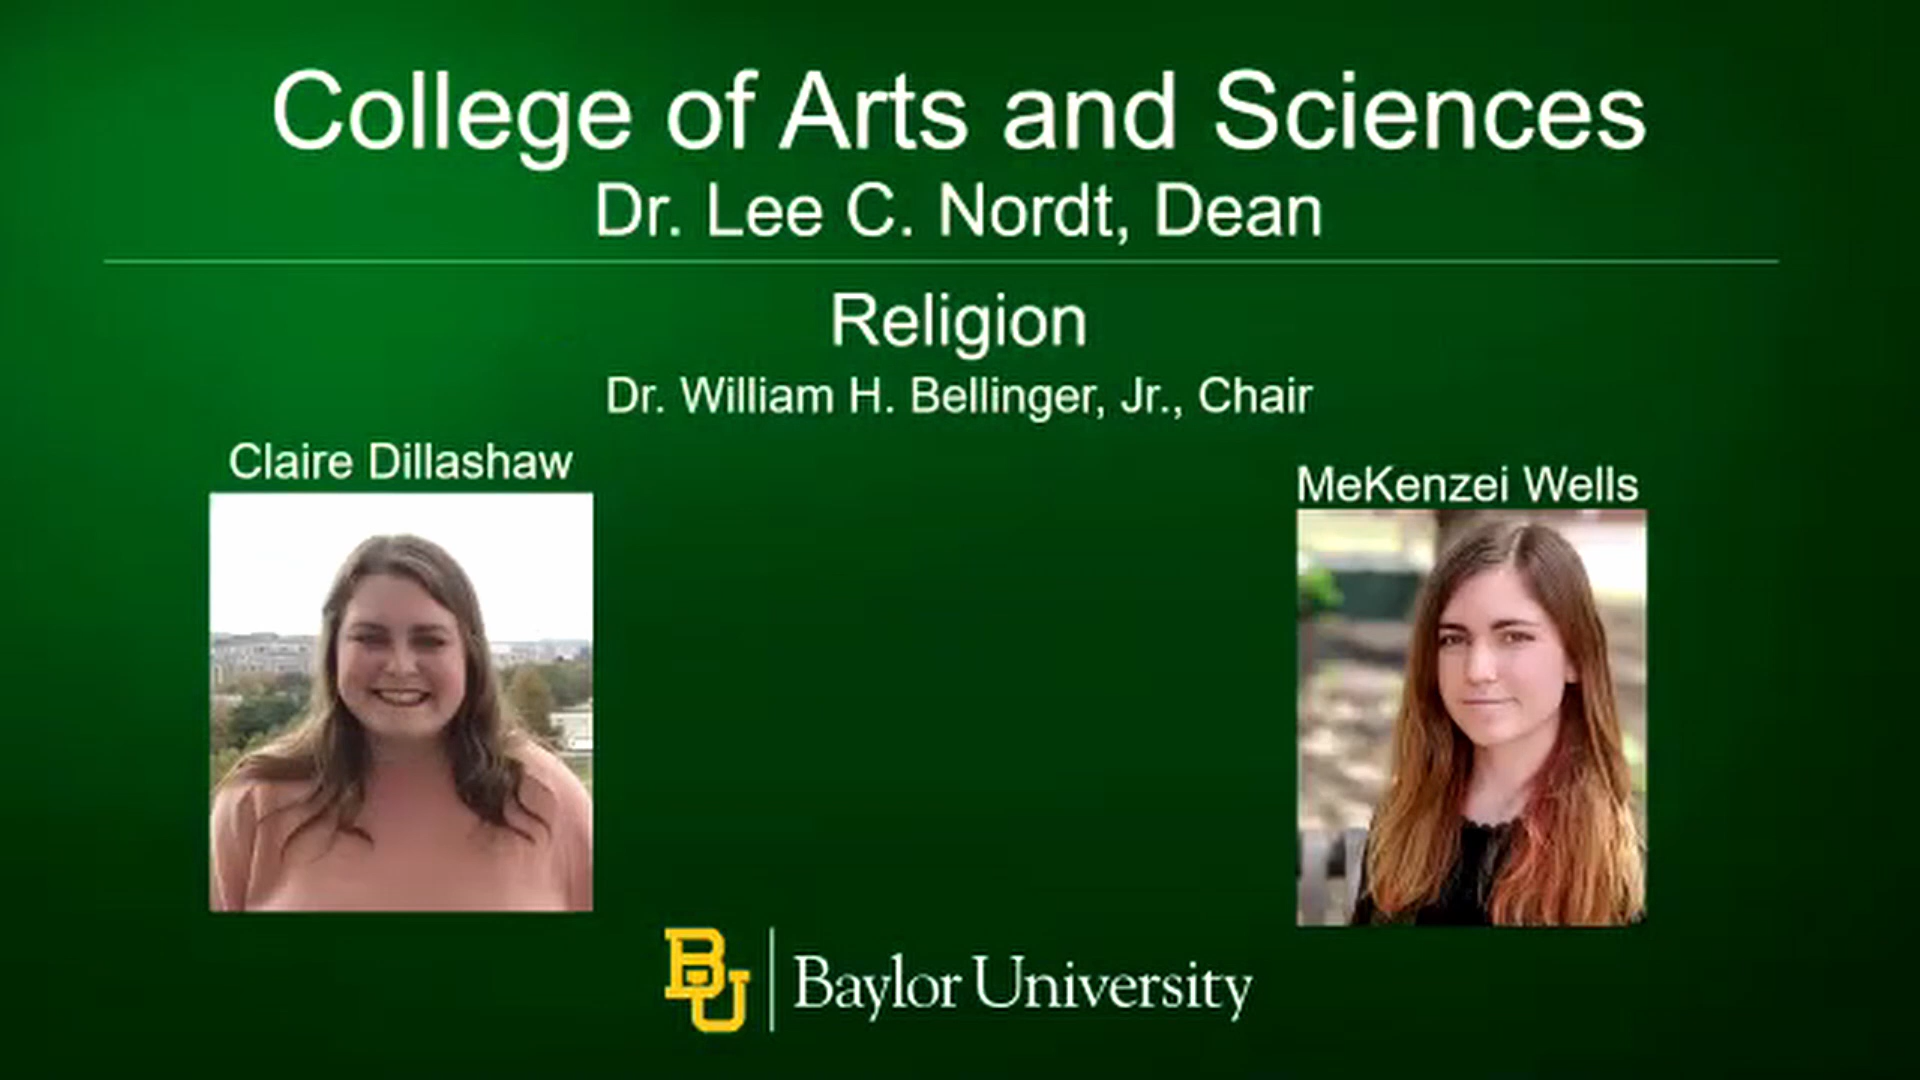 College of Arts and Sciences
Dr. Lee C. Nordt, Dean
Religion
Dr. William H. Bellinger, Jr., Chair
Claire Dillashaw
MeKenzei Wells
BU Baylor University